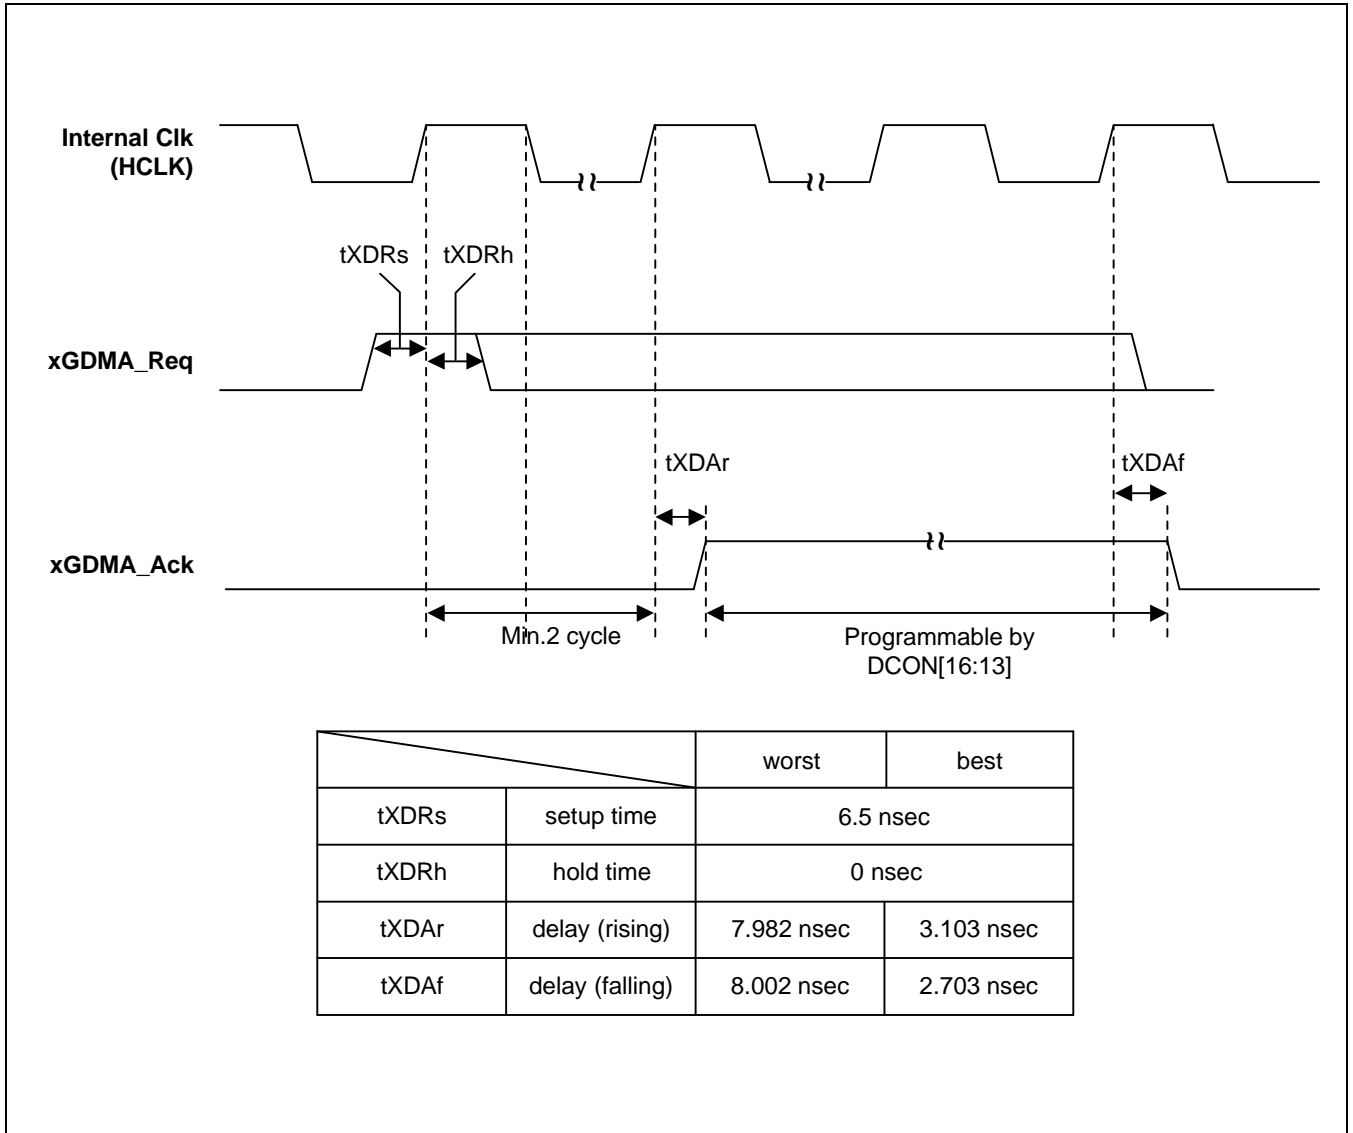 Internal Clk
(HCLK)
tXDRs tXDRh
xGDMA_Req
tXDAr tXDAf
xGDMA_Ack
Min.2 cycle
Programmable by
DCON[16:13]
worst best
tXDRs setup time 6.5 nsec
tXDRh hold time 0 nsec
tXDAr delay (rising) 7.982 nsec 3.103 nsec
tXDAf delay (falling) 8.002 nsec 2.703 nsec